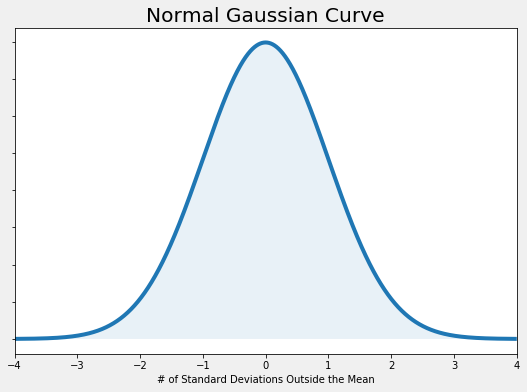 Normal Gaussian Curve
−4 −3 −2 −1 0 1 2 3 4
# of Standard Deviations Outside the Mean